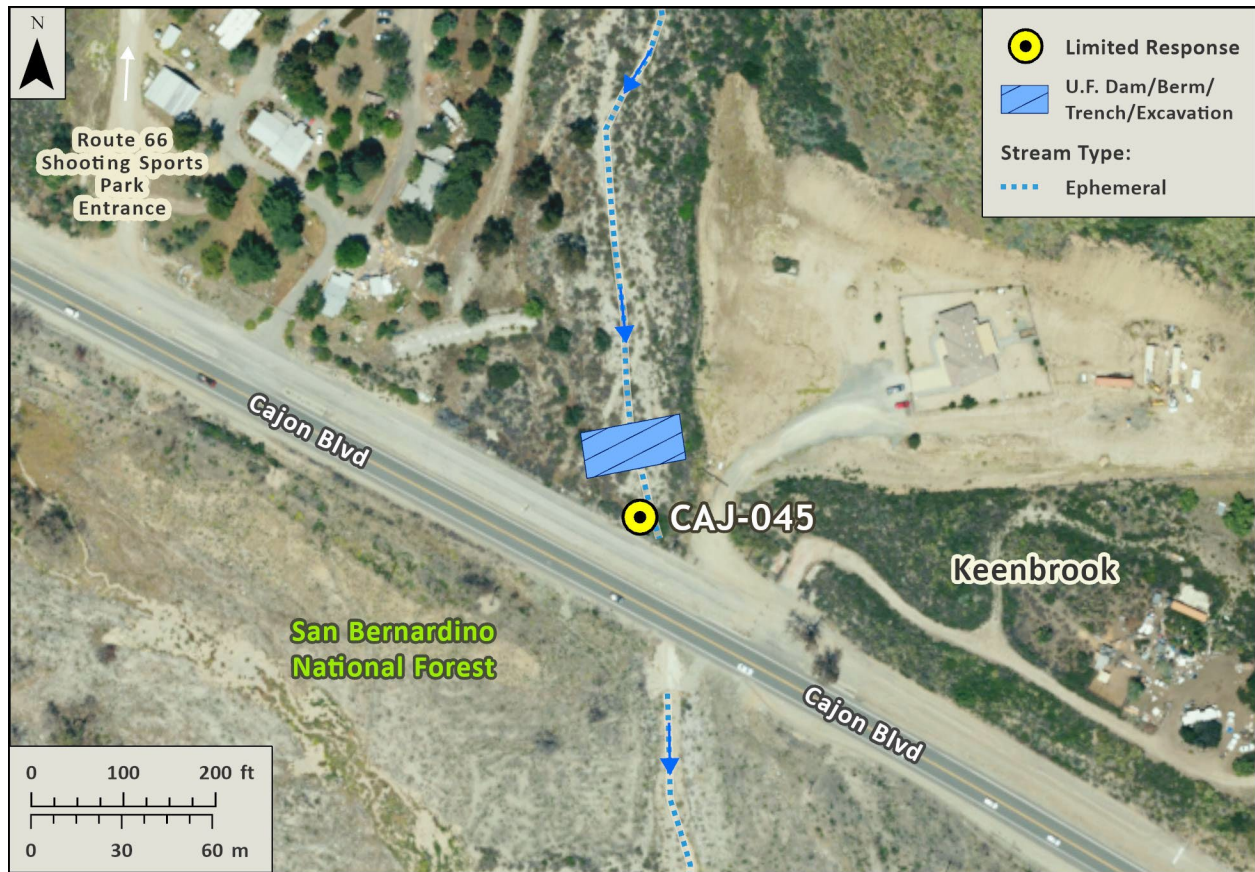 N
Limited Response
U.F. Dam/Berm/
Trench/Excavation
Stream Type:
Ephemeral
Route 66
Shooting Sports
Park
Entrance
Cajon Blvd
CAJ-045
Keenbrook
San Bernardino
National Forest
Cajon Blvd
0 100 200 ft
0 30 60 m